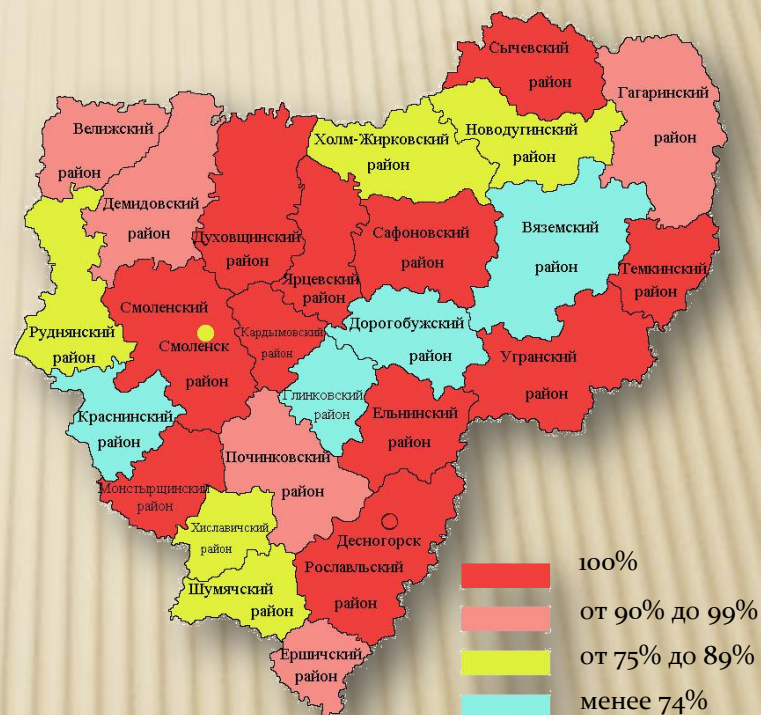 Сычевский
район
Гагаринский
район
Велижский
район
Холм-Жирковский
район
Новодугинский
район
Демидовский
район
Духовщинский
район
Ярцевский
район
Сафоновский
район
Вяземский
район
Темкинский
район
Смоленский
Смоленск
район
Кардымовский
район
Дорогобужский
район
Руднянский
район
Угранский
район
Глинковский
район
Краснинский
район
Ельнинский
район
Починковский
район
Монстырщинский
район
Хиславичский
район
Десногорск
Рославльский
район
Шумячский
район
Ершичский
район
100%
от 90% до 99%
от 75% до 89%
менее 74%